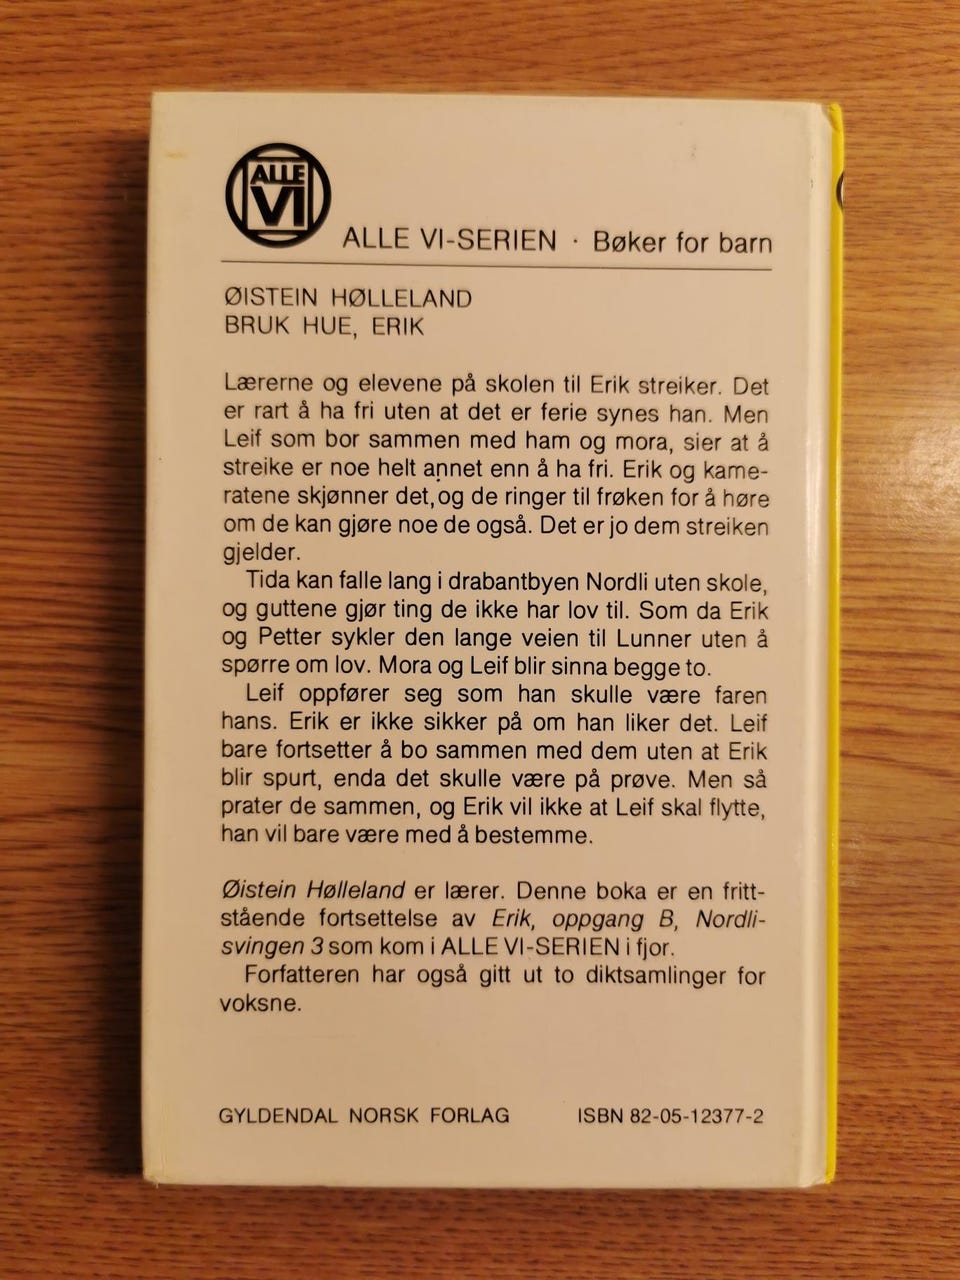 ALLE
VI
ALLE VI-SERIEN · Bøker for barn
ØISTEIN HØLLELAND
BRUK HUE, ERIK
Lærerne og elevene på skolen til Erik streiker. Det
er rart å ha fri uten at det er ferie synes han. Men
Leif som bor sammen med ham og mora, sier at å
streike er noe helt annet enn å ha fri. Erik og kame-
ratene skjønner det, og de ringer til frøken for å høre
om de kan gjøre noe de også. Det er jo dem streiken
gjelder.
Tida kan falle lang i drabantbyen Nordli uten skole,
og guttene gjør ting de ikke har lov til. Som da Erik
og Petter sykler den lange veien til Lunner uten å
spørre om lov. Mora og Leif blir sinna begge to.
Leif oppfører seg som han skulle være faren
hans. Erik er ikke sikker på om han liker det. Leif
bare fortsetter å bo sammen med dem uten at Erik
blir spurt, enda det skulle være på prøve. Men så
prater de sammen, og Erik vil ikke at Leif skal flytte,
han vil bare være med å bestemme.
Øistein Hølleland er lærer. Denne boka er en fritt-
stående fortsettelse av Erik, oppgang B, Nordli-
svingen 3 som kom i ALLE VI-SERIEN i fjor.
Forfatteren har også gitt ut to diktsamlinger for
voksne.
GYLDENDAL NORSK FORLAG ISBN 82-05-12377-2